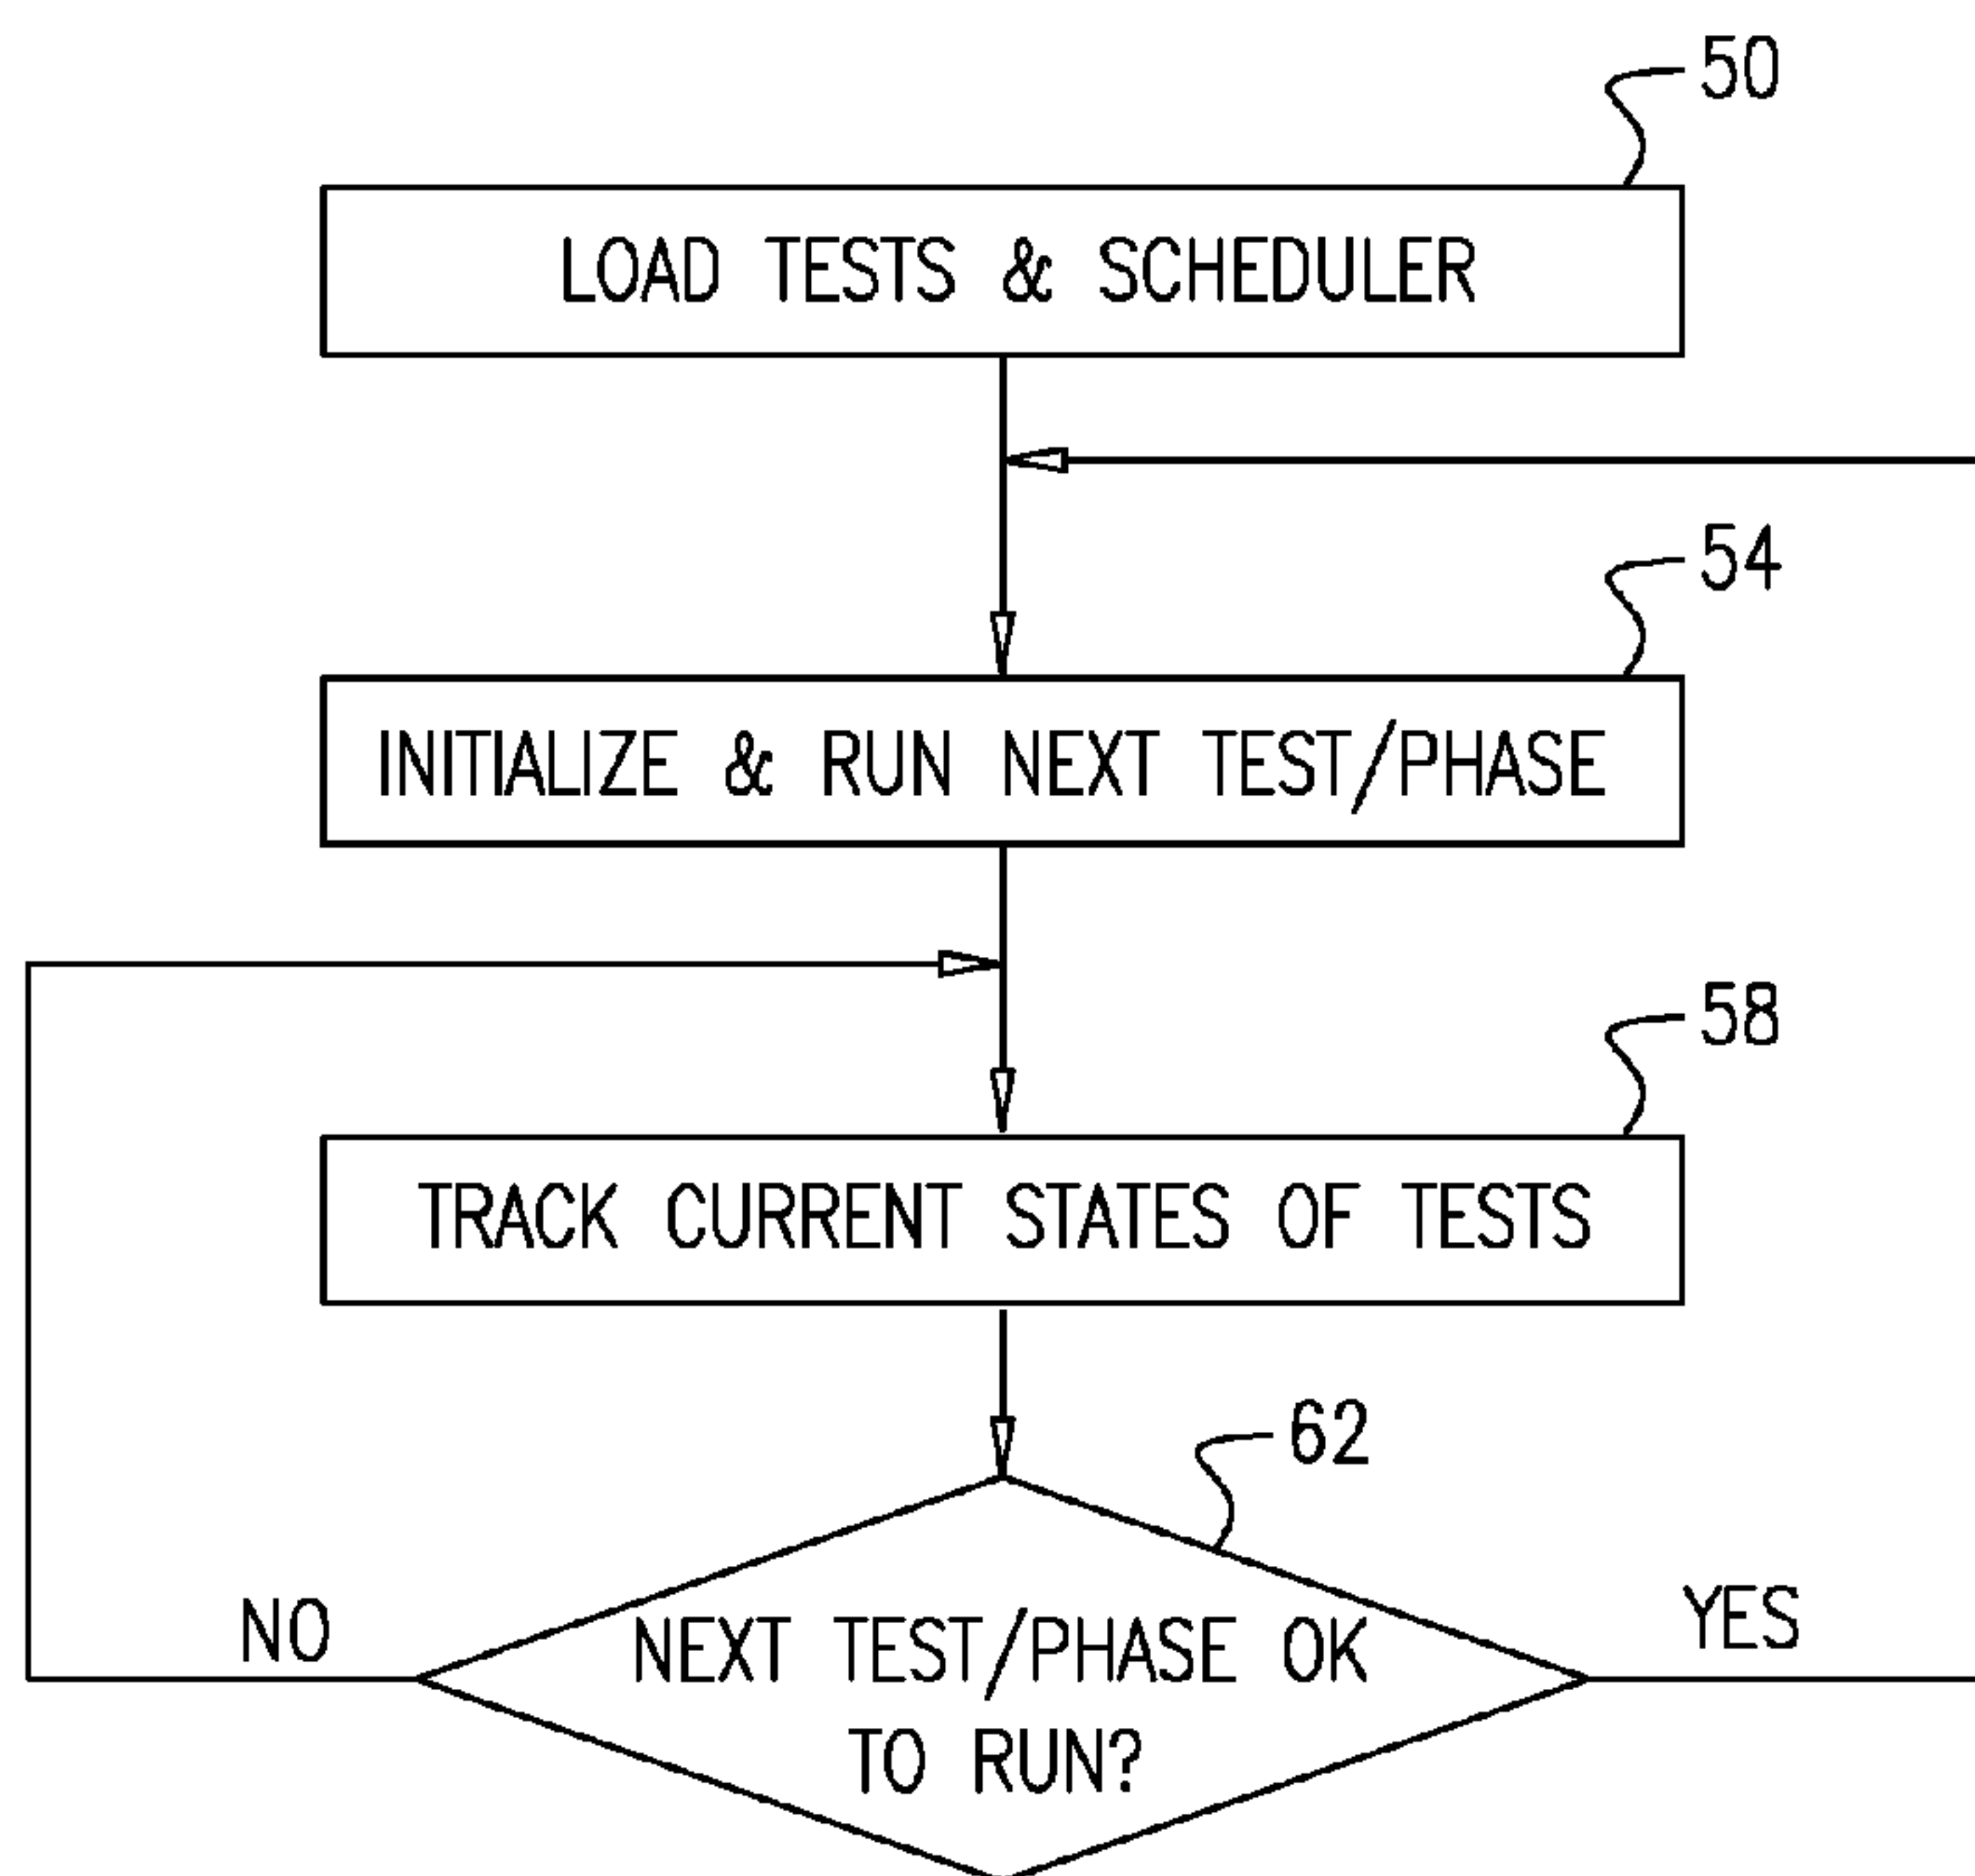 50
LOAD TESTS & SCHEDULER
54
INITIALIZE & RUN NEXT TEST/PHASE
58
TRACK CURRENT STATES OF TESTS
62
NO
YES
NEXT TEST/PHASE OK
TO RUN?